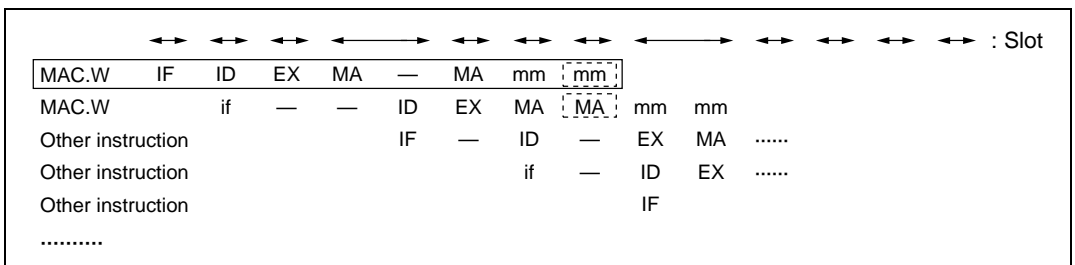 : Slot
MAC.W IF ID EX MA — MA mm mm
MAC.W if — — ID EX MA MA mm mm
Other instruction IF — ID — EX MA ......
Other instruction if — ID EX ......
Other instruction IF
..........